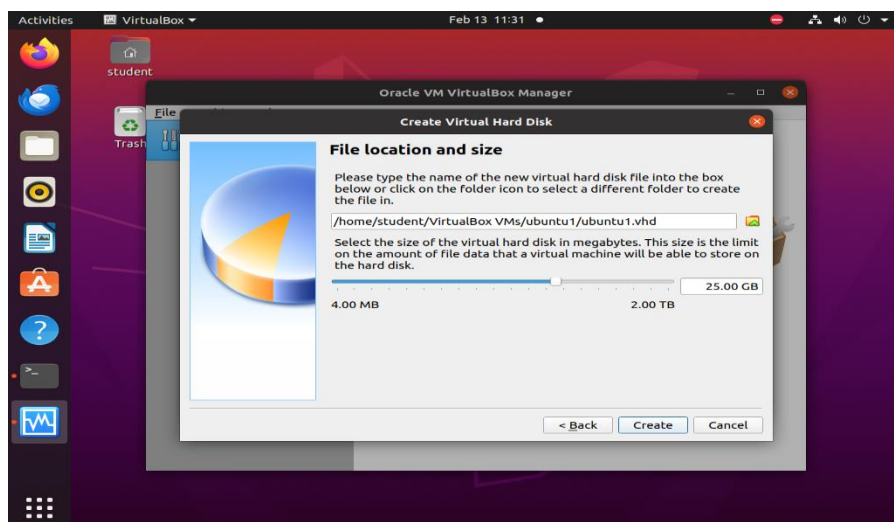 Activities
VirtualBox
Feb 13 11:31
student
Trash
Oracle VM VirtualBox Manager
File
Create Virtual Hard Disk
File location and size
Please type the name of the new virtual hard disk file into the box
below or click on the folder icon to select a different folder to create
the file in.
/home/student/VirtualBox VMs/ubuntu1/ubuntu1.vhd
Select the size of the virtual hard disk in megabytes. This size is the limit
on the amount of file data that a virtual machine will be able to store on
the hard disk.
25.00 GB
4.00 MB
2.00 TB
< Back
Create
Cancel